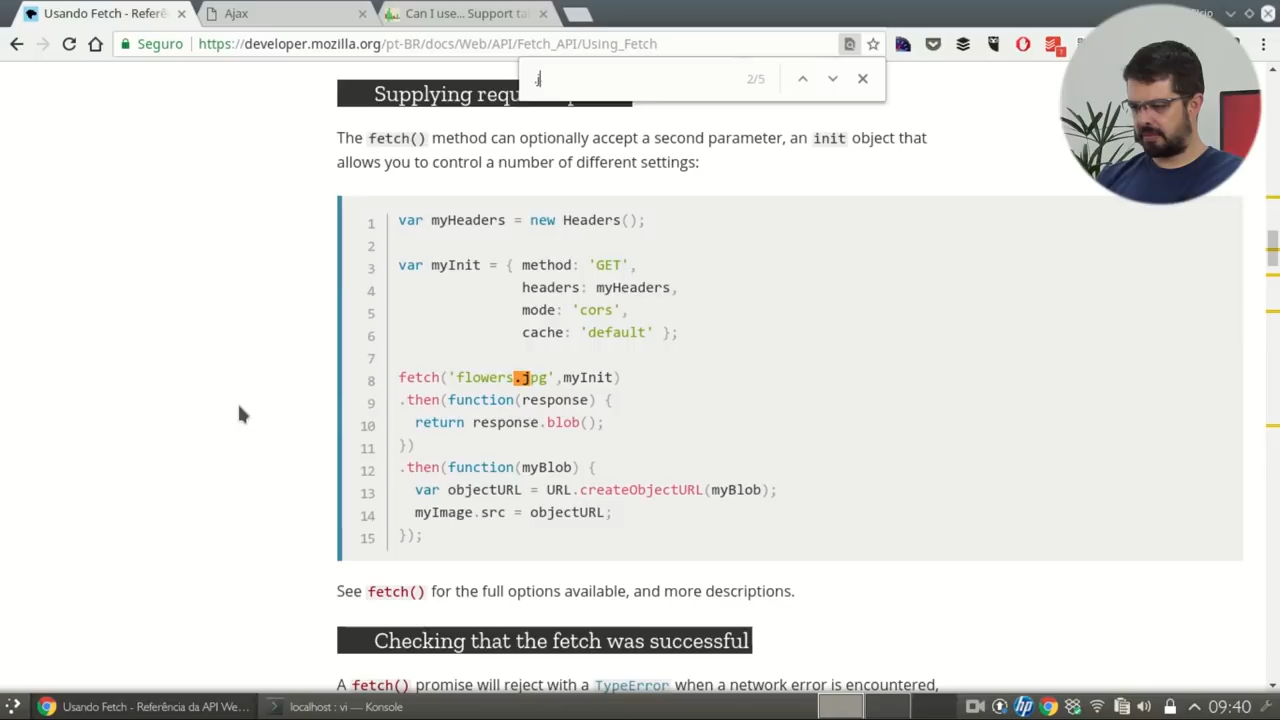 Usando Fetch - Referê
Ajax
Can I use... Support ta
Seguro
https://developer.mozilla.org/pt-BR/docs/Web/API/Fetch_API/Using_Fetch
.j
2/5
Supplying requ
The fetch() method can optionally accept a second parameter, an init object that
allows you to control a number of different settings:
1 var myHeaders = new Headers();
2
3 var myInit = { method: 'GET',
4 headers: myHeaders,
5 mode: 'cors',
6 cache: 'default' };
7
8 fetch('flowers.jpg',myInit)
9 .then(function(response) {
10 return response.blob();
11 })
12 .then(function(myBlob) {
13 var objectURL = URL.createObjectURL(myBlob);
14 myImage.src = objectURL;
15 });
See fetch() for the full options available, and more descriptions.
Checking that the fetch was successful
A fetch() promise will reject with a TypeError when a network error is encountered,
Usando Fetch - Referência da API We...
localhost : vi — Konsole
09:40